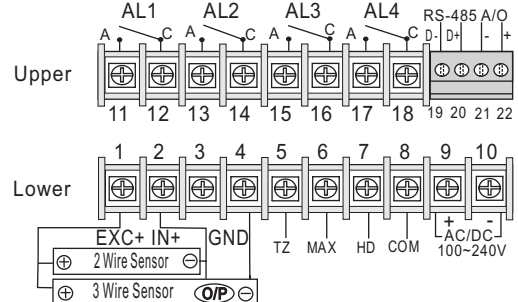 AL1 AL2 AL3 AL4 RS-485 A/O
A C A C A C A C D- D+ - +
Upper
11 12 13 14 15 16 17 18 19 20 21 22
1 2 3 4 5 6 7 8 9 10
Lower
+ -
EXC+ IN+ GND TZ MAX HD COM AC/DC
100~240V
+ 2 Wire Sensor -
+ 3 Wire Sensor O/P -